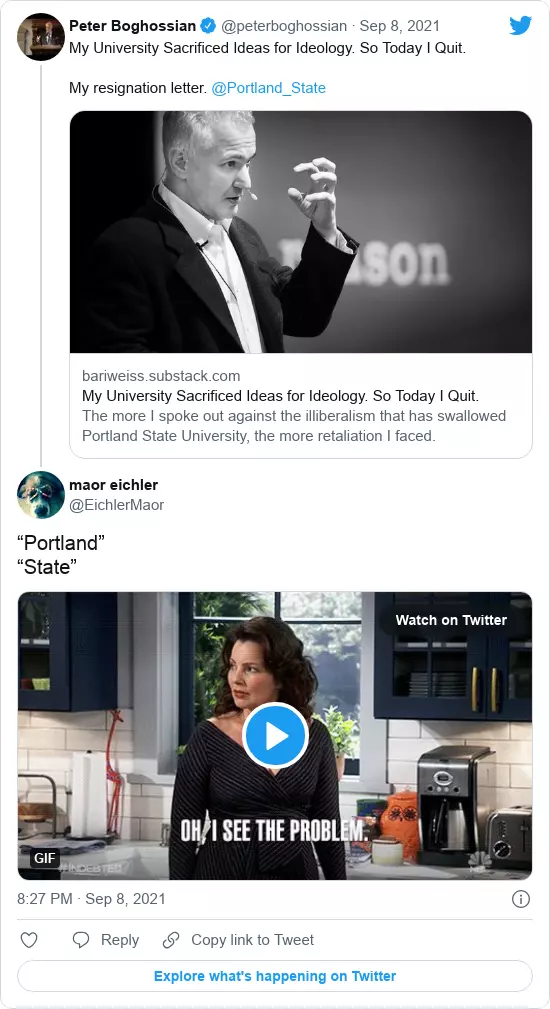 Peter Boghossian @peterboghossian · Sep 8, 2021
My University Sacrificed Ideas for Ideology. So Today I Quit.
My resignation letter. @Portland_State
son
bariweiss.substack.com
My University Sacrificed Ideas for Ideology. So Today I Quit.
The more I spoke out against the illiberalism that has swallowed
Portland State University, the more retaliation I faced.
maor eichler
@EichlerMaor
“Portland”
“State”
Watch on Twitter
OH, I SEE THE PROBLEM.
GIF
#INDEBTED
NBC
8:27 PM · Sep 8, 2021
Reply
Copy link to Tweet
Explore what's happening on Twitter